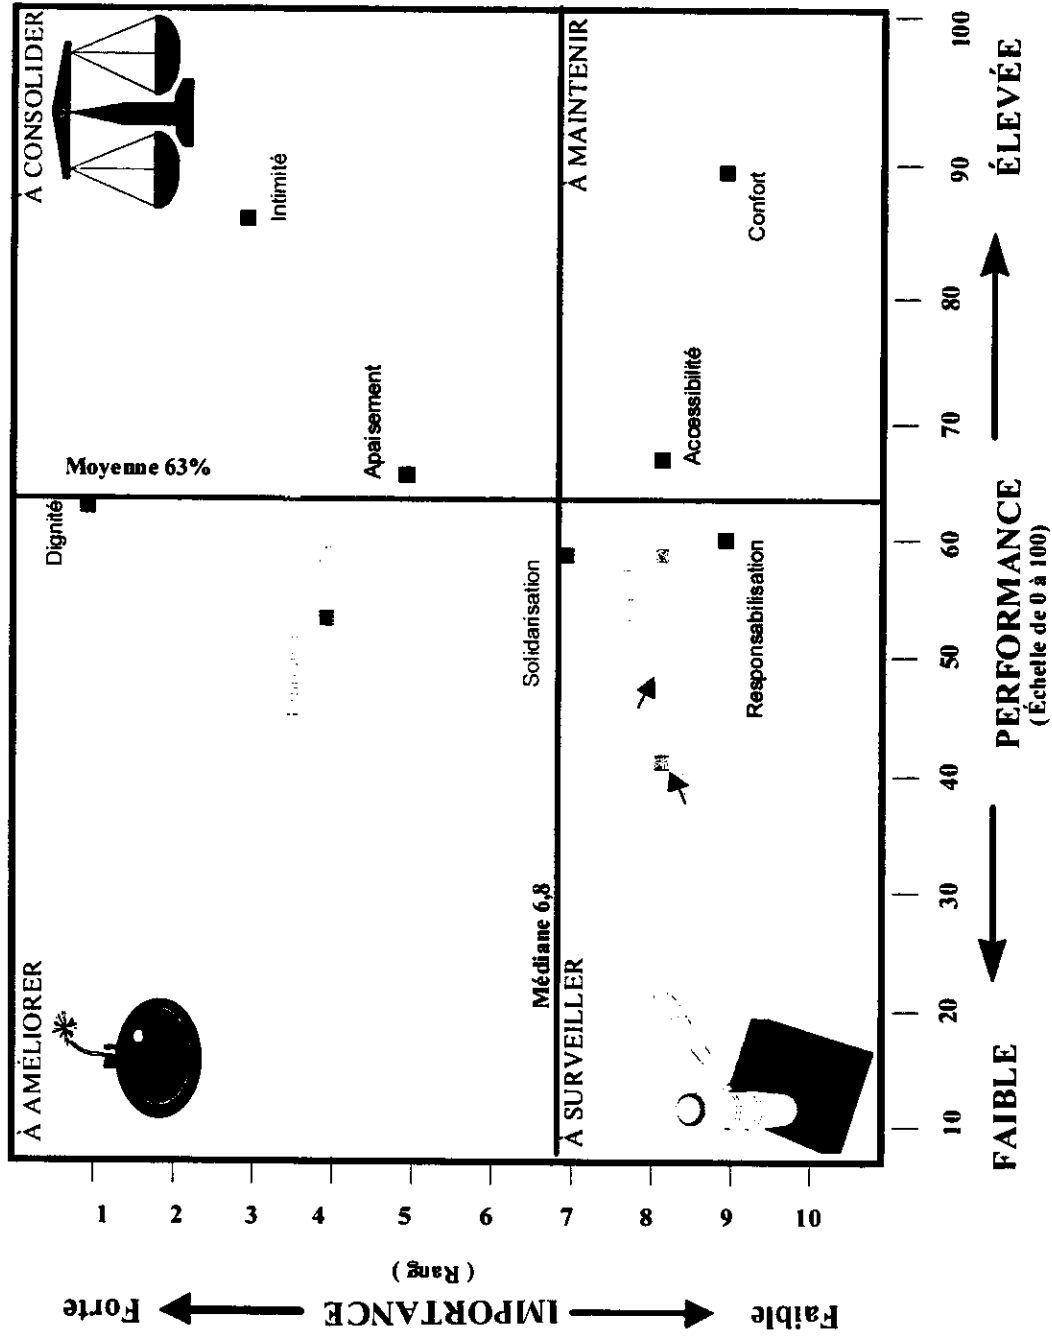 À AMÉLIORER
À CONSOLIDER
Dignité
Moyenne 63%
Intimité
Apaisement
Solidarisation
Médiane 6,8
À SURVEILLER
À MAINTENIR
Accessibilité
Confort
Responsabilisation
Forte
IMPORTANCE
( Rang )
Faible
1
2
3
4
5
6
7
8
9
10
10
20
30
40
50
60
70
80
90
100
FAIBLE
PERFORMANCE
ÉLEVÉE
(Échelle de 0 à 100)